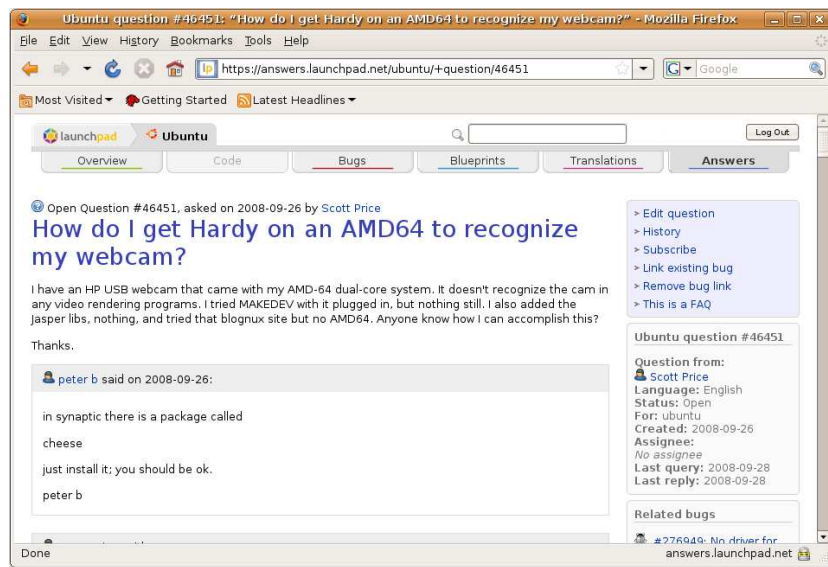 Ubuntu question #46451: “How do I get Hardy on an AMD64 to recognize my webcam?” - Mozilla Firefox
File Edit View History Bookmarks Tools Help
lp https://answers.launchpad.net/ubuntu/+question/46451
G Google
Most Visited Getting Started Latest Headlines
launchpad Ubuntu
Log Out
Overview Code Bugs Blueprints Translations Answers
Open Question #46451, asked on 2008-09-26 by Scott Price
How do I get Hardy on an AMD64 to recognize
my webcam?
I have an HP USB webcam that came with my AMD-64 dual-core system. It doesn't recognize the cam in
any video rendering programs. I tried MAKEDEV with it plugged in, but nothing still. I also added the
Jasper libs, nothing, and tried that blognux site but no AMD64. Anyone know how I can accomplish this?
Thanks.
peter b said on 2008-09-26:
in synaptic there is a package called
cheese
just install it; you should be ok.
peter b
Edit question
History
Subscribe
Link existing bug
Remove bug link
This is a FAQ
Ubuntu question #46451
Question from:
Scott Price
Language: English
Status: Open
For: ubuntu
Created: 2008-09-26
Assignee:
No assignee
Last query: 2008-09-28
Last reply: 2008-09-28
Related bugs
#276949: No driver for
Done
answers.launchpad.net